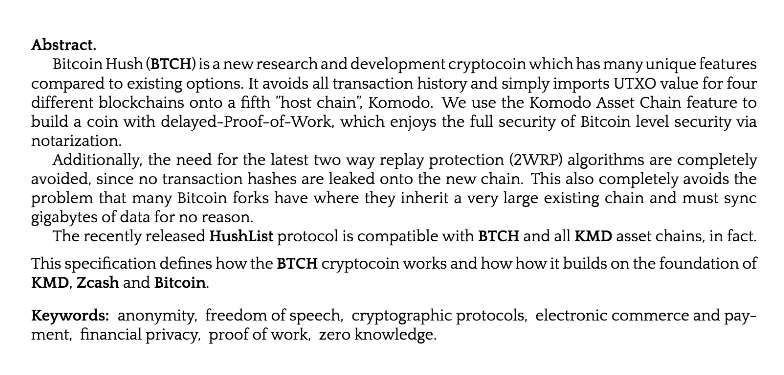 Abstract.
Bitcoin Hush (BTCH) is a new research and development cryptocoin which has many unique features
compared to existing options. It avoids all transaction history and simply imports UTXO value for four
different blockchains onto a fifth "host chain", Komodo. We use the Komodo Asset Chain feature to
build a coin with delayed-Proof-of-Work, which enjoys the full security of Bitcoin level security via
notarization.
Additionally, the need for the latest two way replay protection (2WRP) algorithms are completely
avoided, since no transaction hashes are leaked onto the new chain. This also completely avoids the
problem that many Bitcoin forks have where they inherit a very large existing chain and must sync
gigabytes of data for no reason.
The recently released HushList protocol is compatible with BTCH and all KMD asset chains, in fact.
This specification defines how the BTCH cryptocoin works and how how it builds on the foundation of
KMD, Zcash and Bitcoin.
Keywords: anonymity, freedom of speech, cryptographic protocols, electronic commerce and pay-
ment, financial privacy, proof of work, zero knowledge.